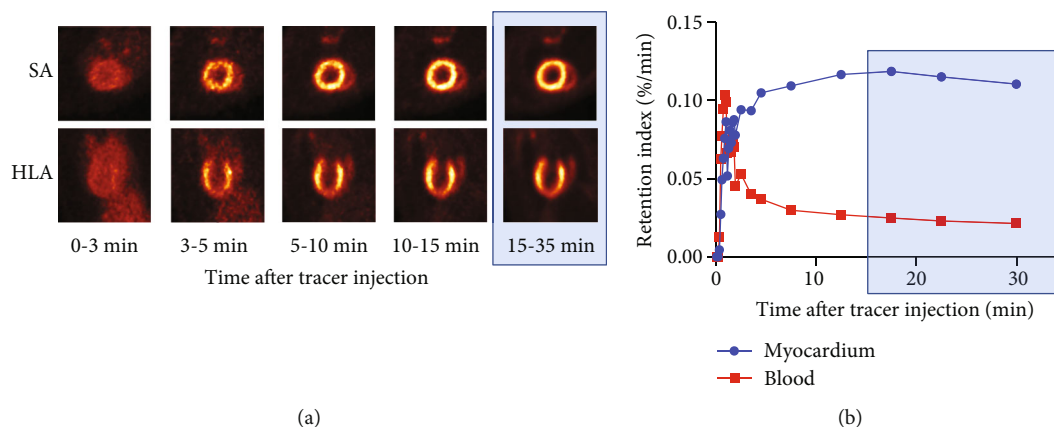 SA
HLA
0-3 min 3-5 min 5-10 min 10-15 min 15-35 min
Time after tracer injection
(a)
Retention index (%/min)
0.15
0.10
0.05
0.00
0 10 20 30
Time after tracer injection (min)
Myocardium
Blood
(b)